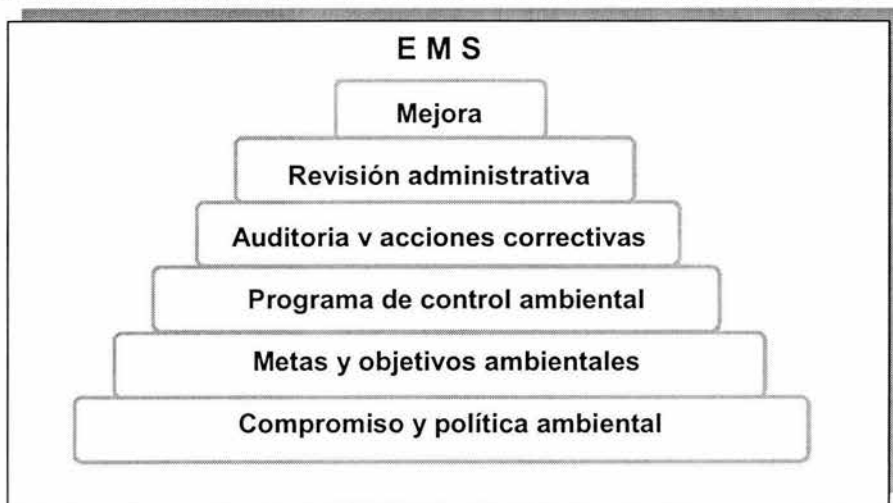 E M S
Mejora
Revisión administrativa
Auditoria v acciones correctivas
Programa de control ambiental
Metas y objetivos ambientales
Compromiso y política ambiental